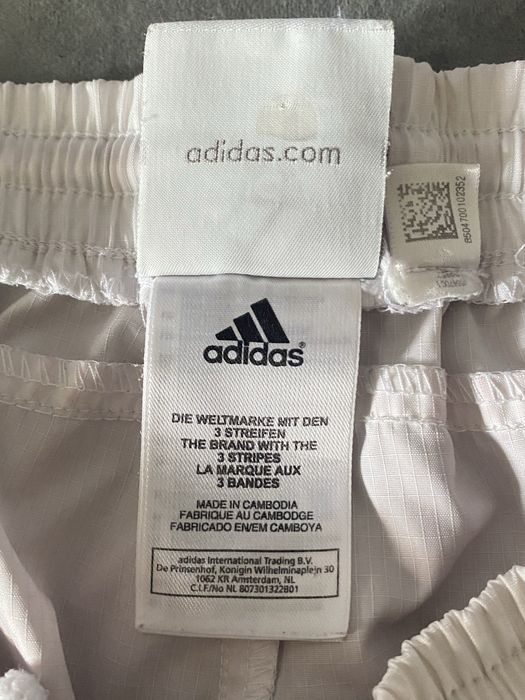 adidas.com
8504700102352
adidas®
DIE WELTMARKE MIT DEN
3 STREIFEN
THE BRAND WITH THE
3 STRIPES
LA MARQUE AUX
3 BANDES
MADE IN CAMBODIA
FABRIQUE AU CAMBODGE
FABRICADO EN/EM CAMBOYA
adidas International Trading B.V.
De Prinsenhof, Konigin Wilhelminaplejn 30
1062 KR Amsterdam, NL
C.I.F./No NL 807301322B01